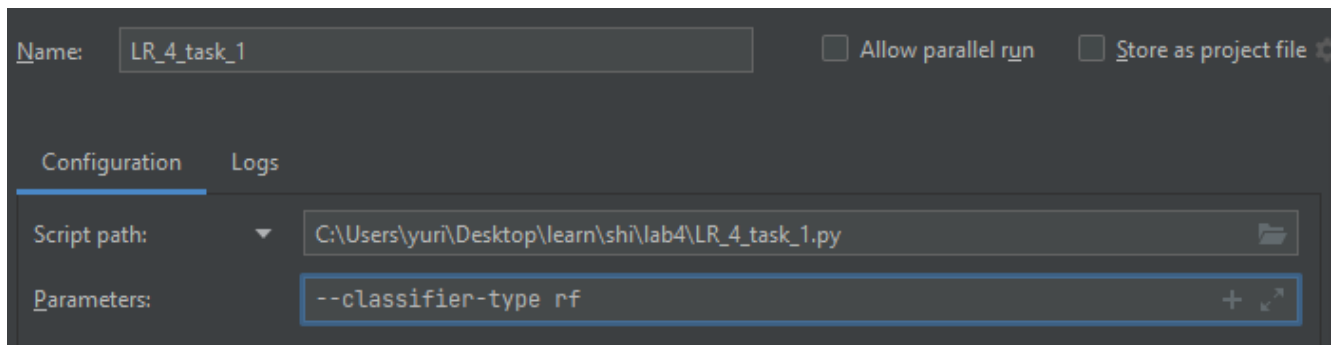 Name: LR_4_task_1 Allow parallel run Store as project file
Configuration Logs
Script path: C:\Users\yuri\Desktop\learn\shi\lab4\LR_4_task_1.py
Parameters: --classifier-type rf